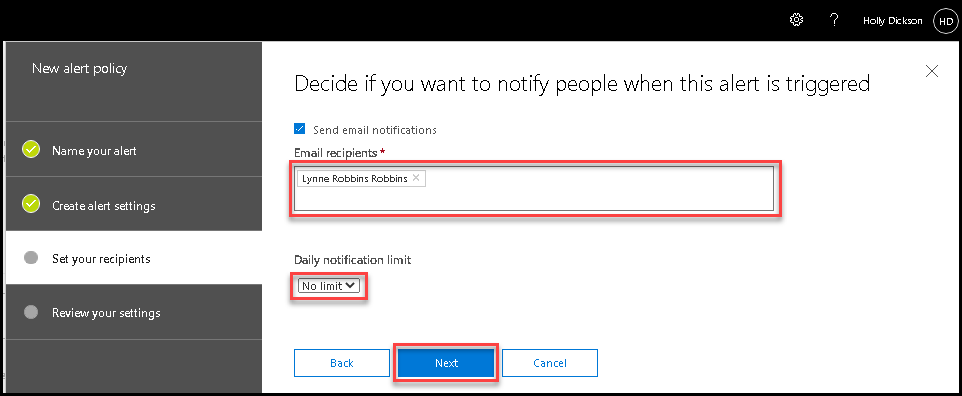 ? Holly Dickson HD
New alert policy
Decide if you want to notify people when this alert is triggered
Send email notifications
Name your alert
Email recipients *
Lynne Robbins Robbins ×
Create alert settings
Set your recipients
Daily notification limit
No limit
Review your settings
Back Next Cancel